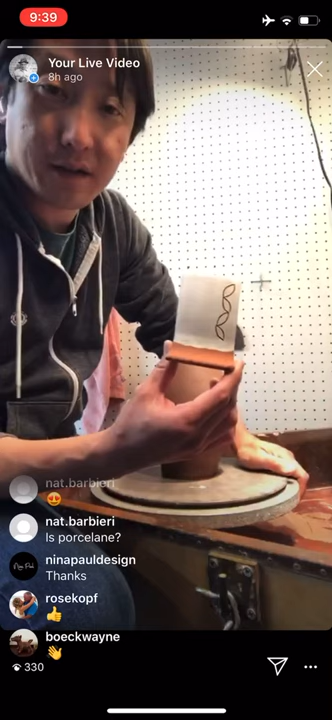 9:39
Your Live Video
8h ago
nat.barbieri
😍
nat.barbieri
Is porcelane?
ninapauldesign
Thanks
rosekopf
👍
boeckwayne
👋
330